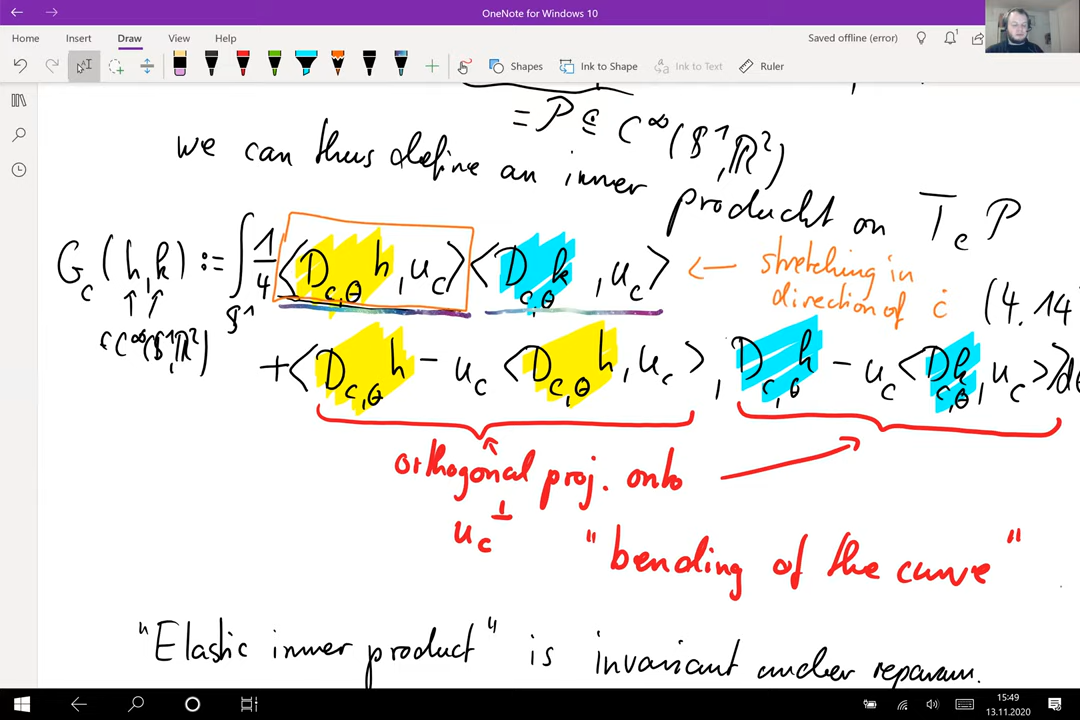 OneNote for Windows 10
Home Insert Draw View Help
Saved offline (error)
Shapes Ink to Shape Ink to Text Ruler
= P ⊆ C^∞(S^1, ℝ^2)
we can thus define an inner producht on T_c P
G_c(h,k) := ∫_{S^1} 1/4 <D_{c,θ} h, u_c> <D_{c,θ} k, u_c>
← stretching in
direction of ċ
(4.14
∈ C^∞(S^1, ℝ^2)
+ <D_{c,θ} h − u_c <D_{c,θ} h, u_c>, D_{c,θ} k − u_c <D_{c,θ} k, u_c>> dθ
orthogonal proj. onto
u_c^⊥
"bending of the curve"
"Elastic inner product" is invariant under reparam.
15:49
13.11.2020